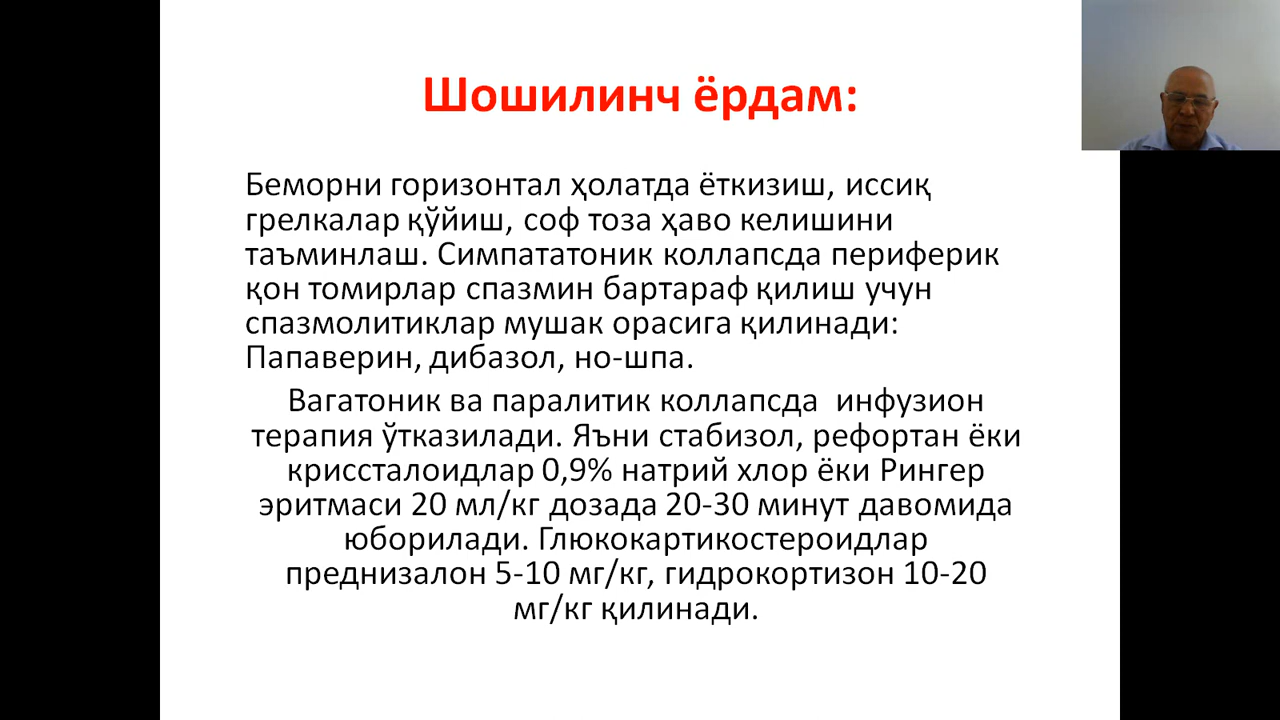 Шошилинч ёрдам:
Беморни горизонтал ҳолатда ёткизиш, иссиқ
грелкалар қўйиш, соф тоза ҳаво келишини
таъминлаш. Симпататоник коллапсда периферик
қон томирлар спазмин бартараф қилиш учун
спазмолитиклар мушак орасига қилинади:
Папаверин, дибазол, но-шпа.
Вагатоник ва паралитик коллапсда инфузион
терапия ўтказилади. Яъни стабизол, рефортан ёки
криссталоидлар 0,9% натрий хлор ёки Рингер
эритмаси 20 мл/кг дозада 20-30 минут давомида
юборилади. Глюкокартикостероидлар
преднизалон 5-10 мг/кг, гидрокортизон 10-20
мг/кг қилинади.